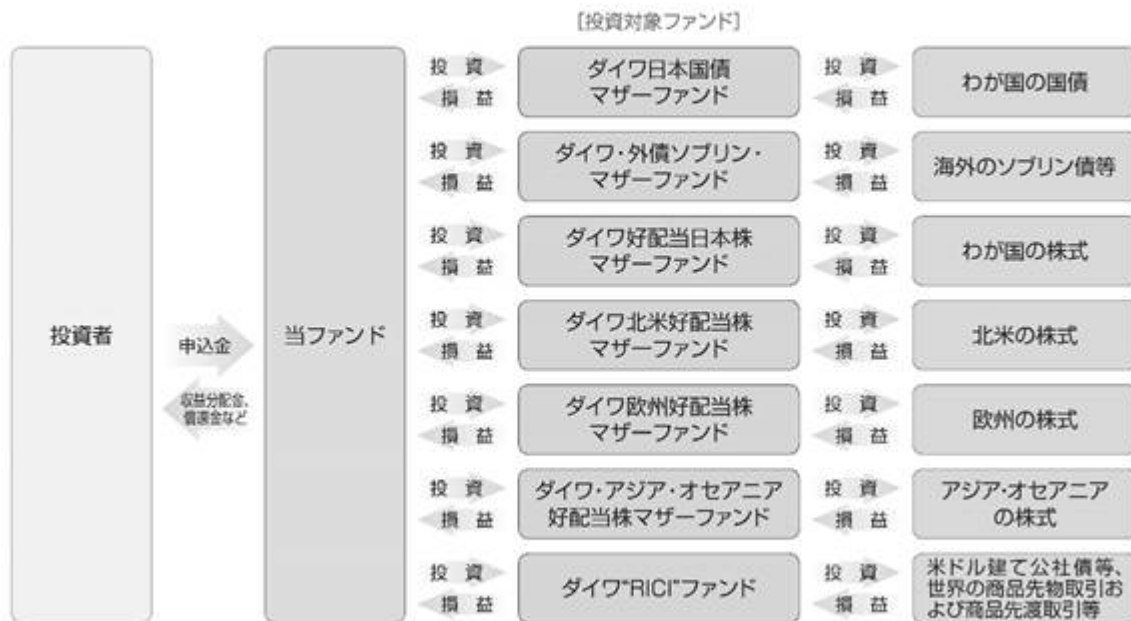 [投資対象ファンド]
投資者
申込金
収益分配金、
償還金など
当ファンド
投 資
損 益
ダイワ日本国債
マザーファンド
投 資
損 益
わが国の国債
投 資
損 益
ダイワ・外債ソブリン・
マザーファンド
投 資
損 益
海外のソブリン債等
投 資
損 益
ダイワ好配当日本株
マザーファンド
投 資
損 益
わが国の株式
投 資
損 益
ダイワ北米好配当株
マザーファンド
投 資
損 益
北米の株式
投 資
損 益
ダイワ欧州好配当株
マザーファンド
投 資
損 益
欧州の株式
投 資
損 益
ダイワ・アジア・オセアニア
好配当株マザーファンド
投 資
損 益
アジア・オセアニア
の株式
投 資
損 益
ダイワ"RICI"ファンド
投 資
損 益
米ドル建て公社債等、
世界の商品先物取引お
よび商品先渡取引等